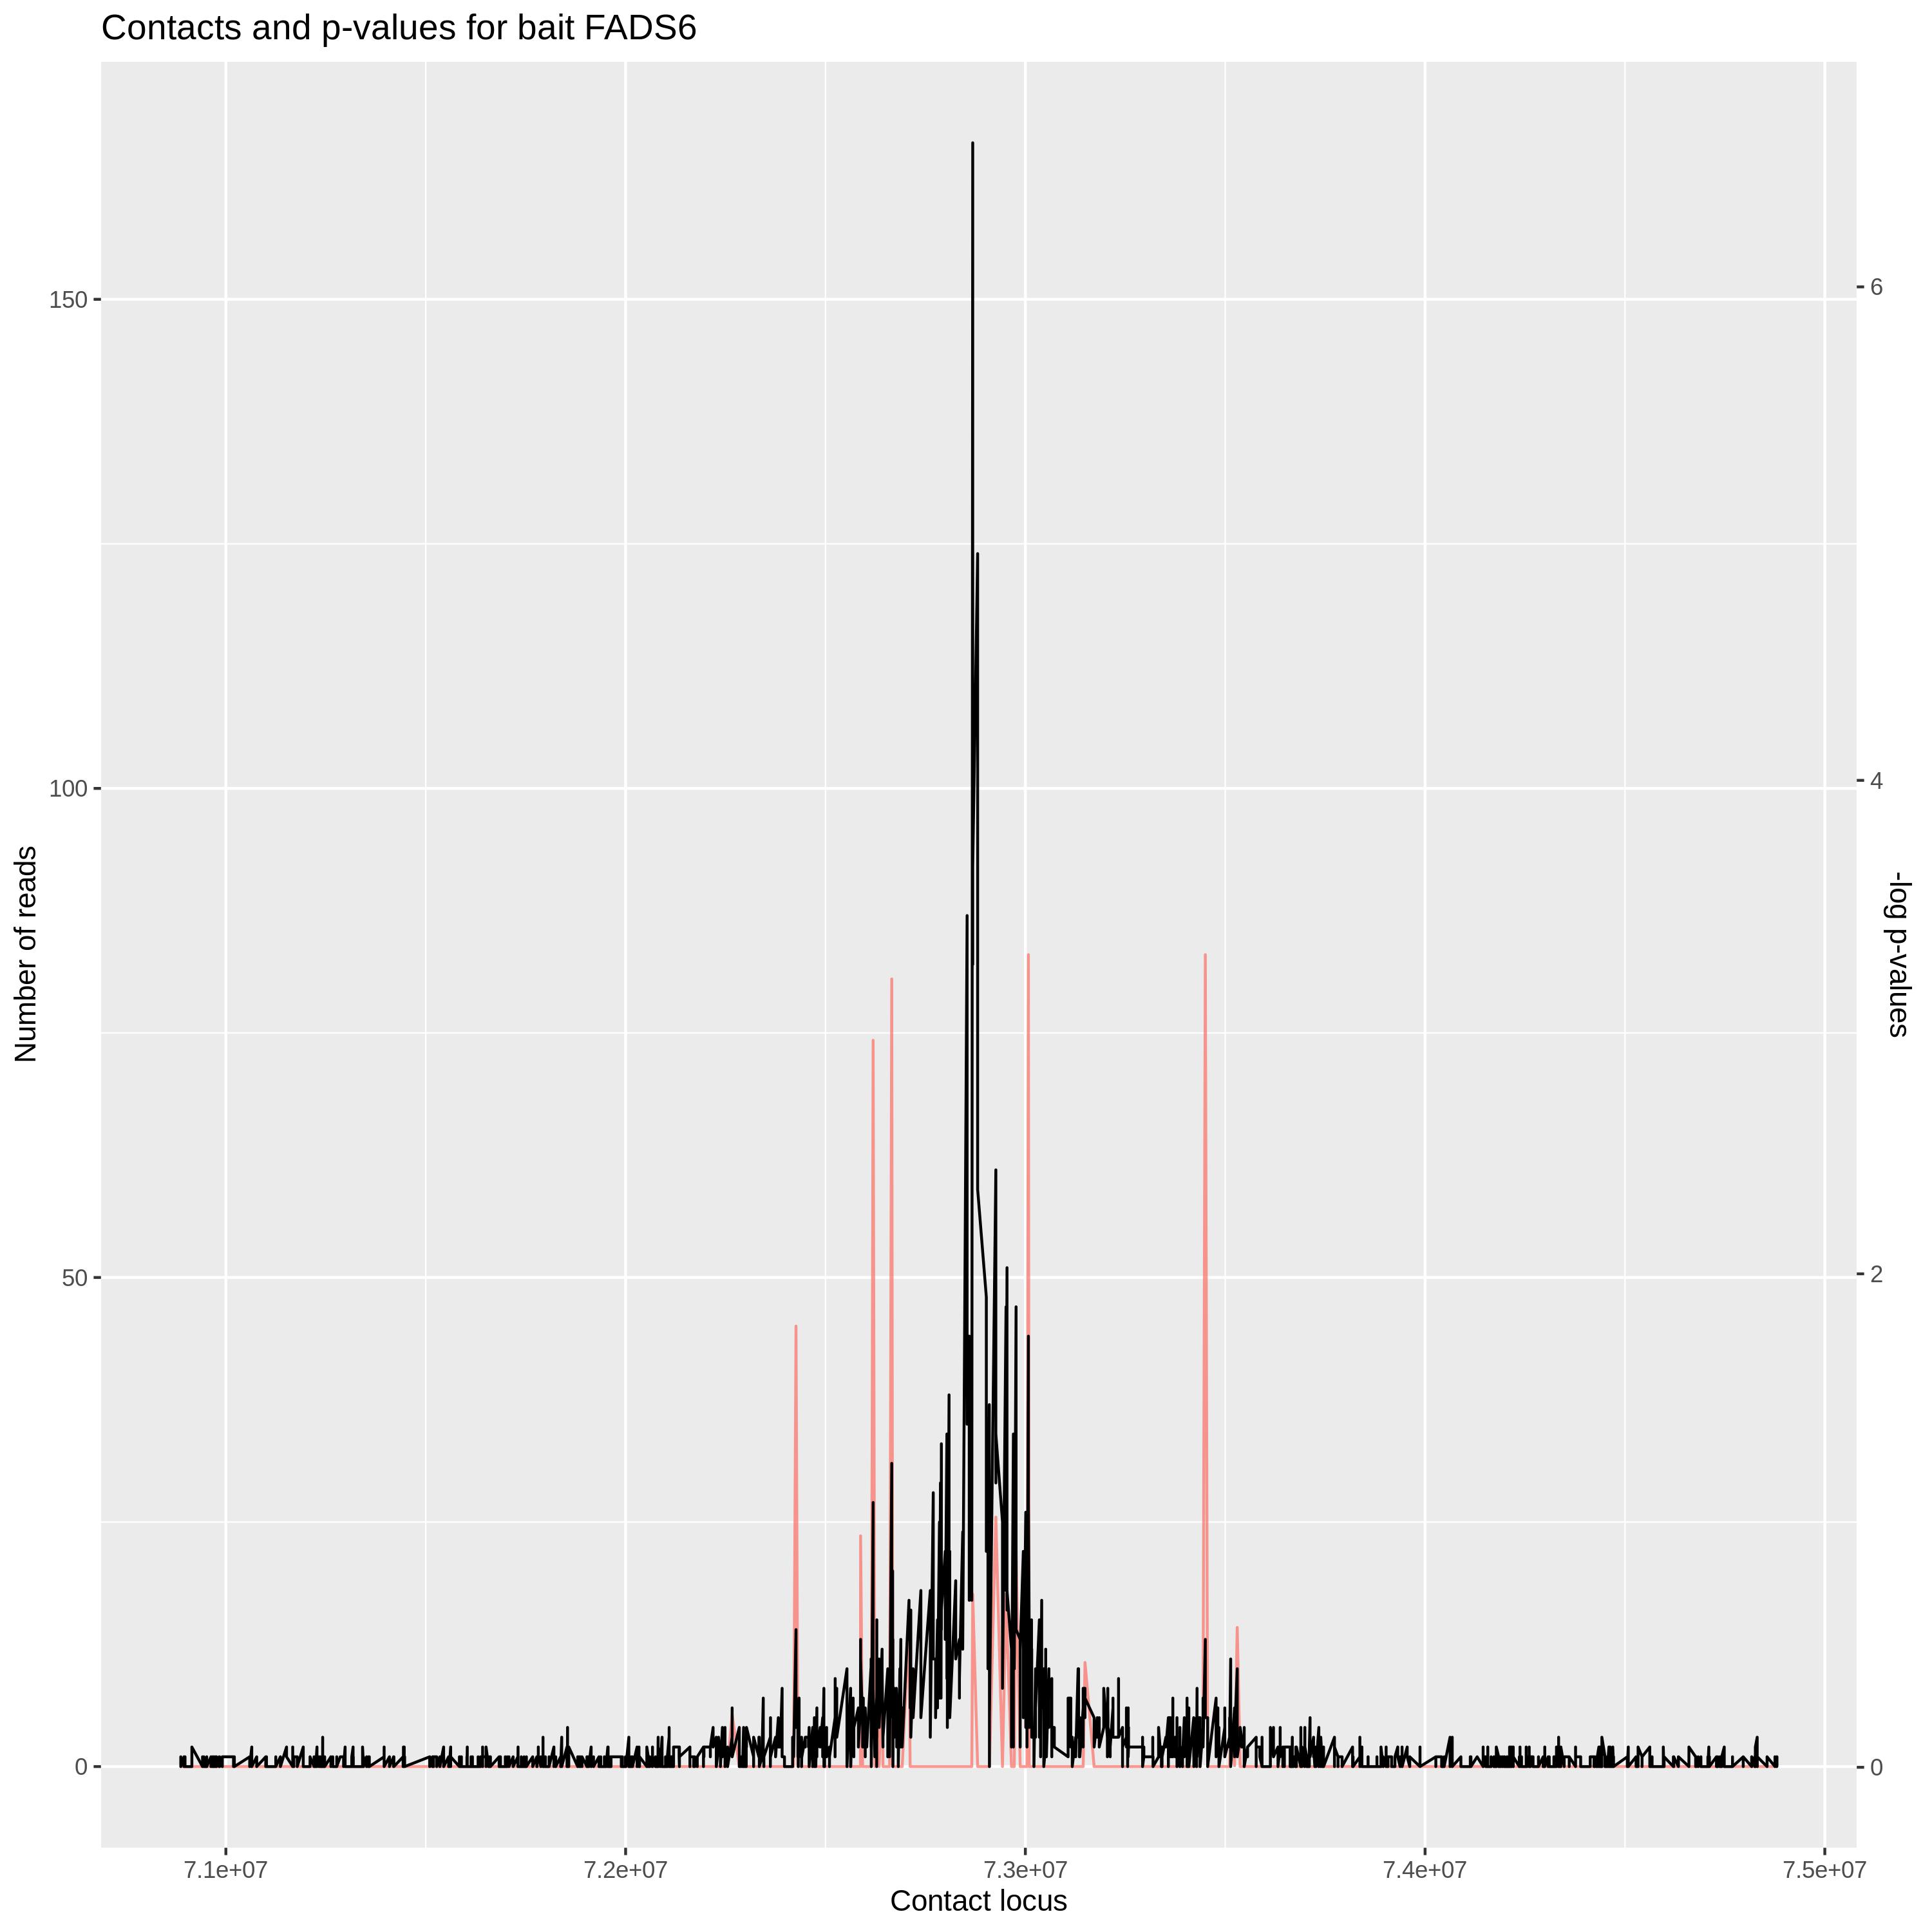 Contacts and p-values for bait FADS6
150
100
50
0
6
4
2
0
Number of reads
-log p-values
7.1e+07 7.2e+07 7.3e+07 7.4e+07 7.5e+07
Contact locus